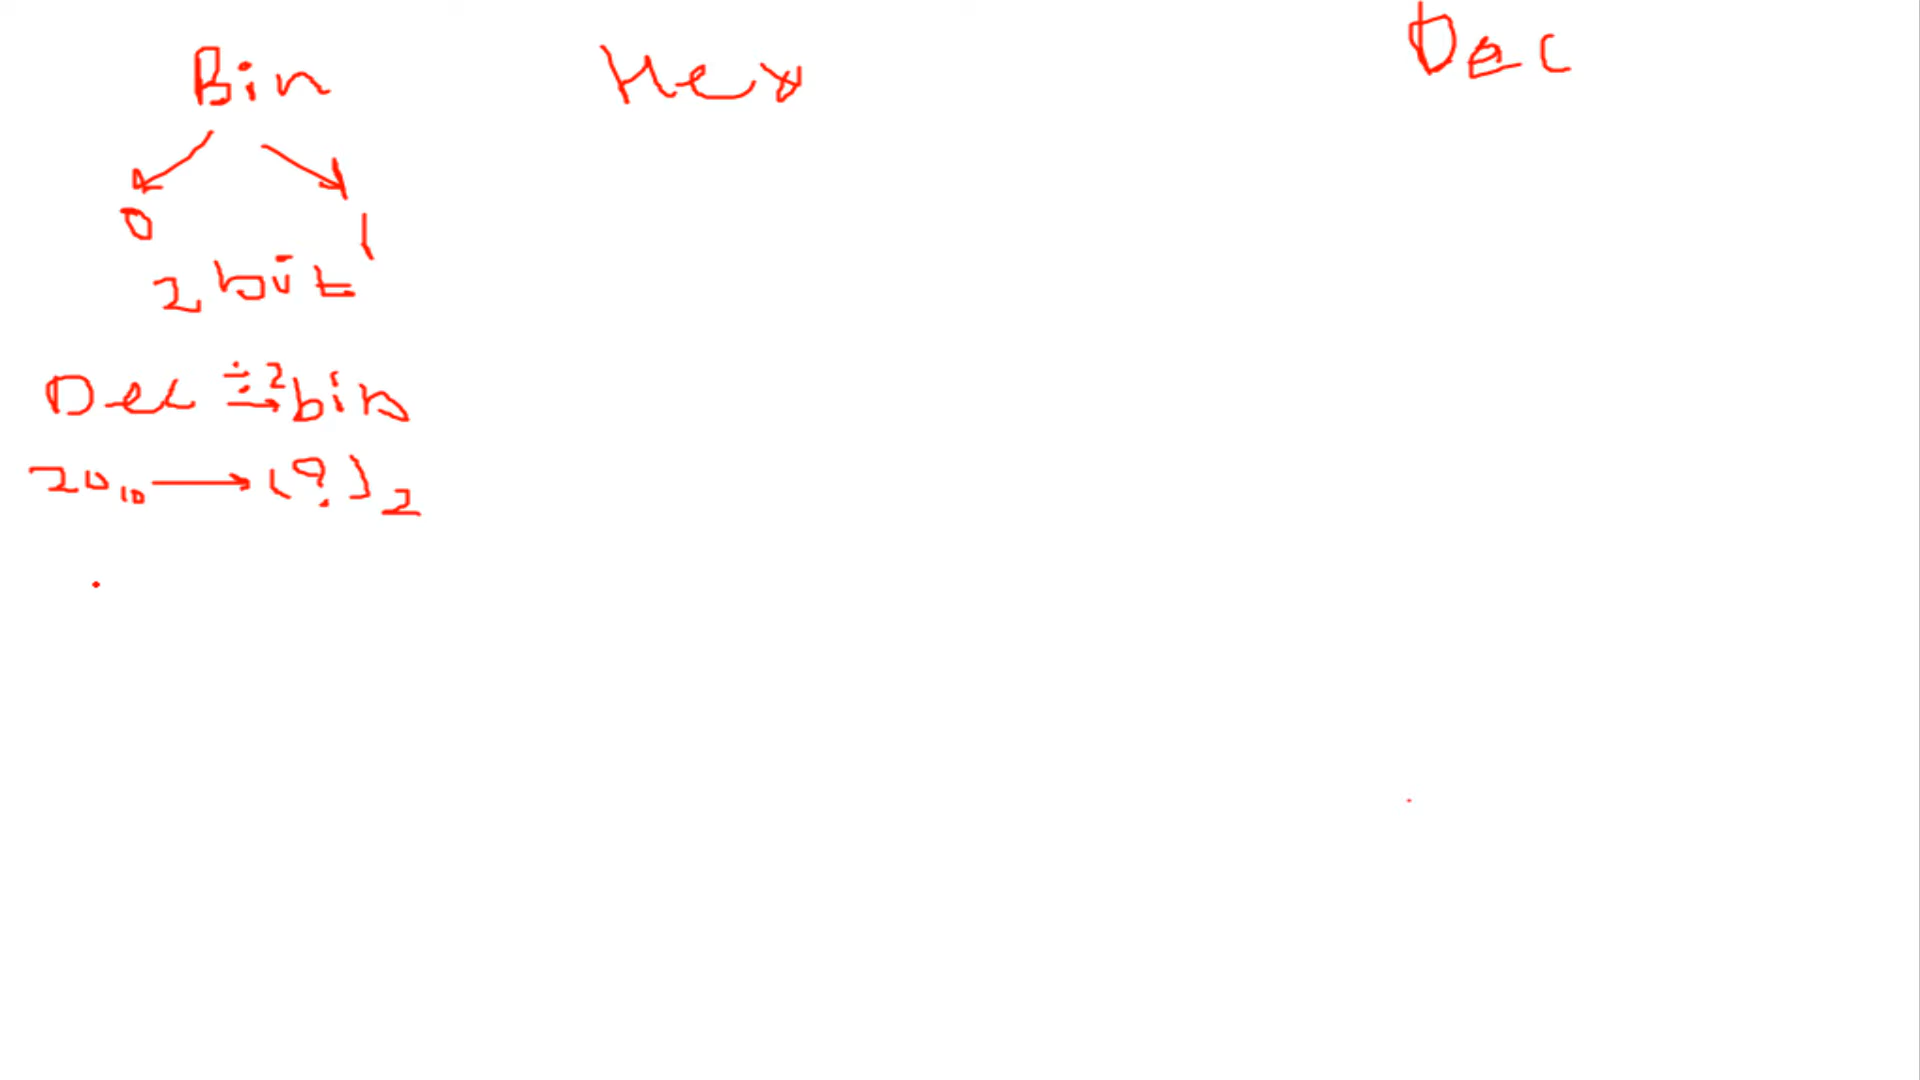 Bin Hex Dec
0 1
2 bit
Dec ÷2→ bin
20₁₀ → (?)₂